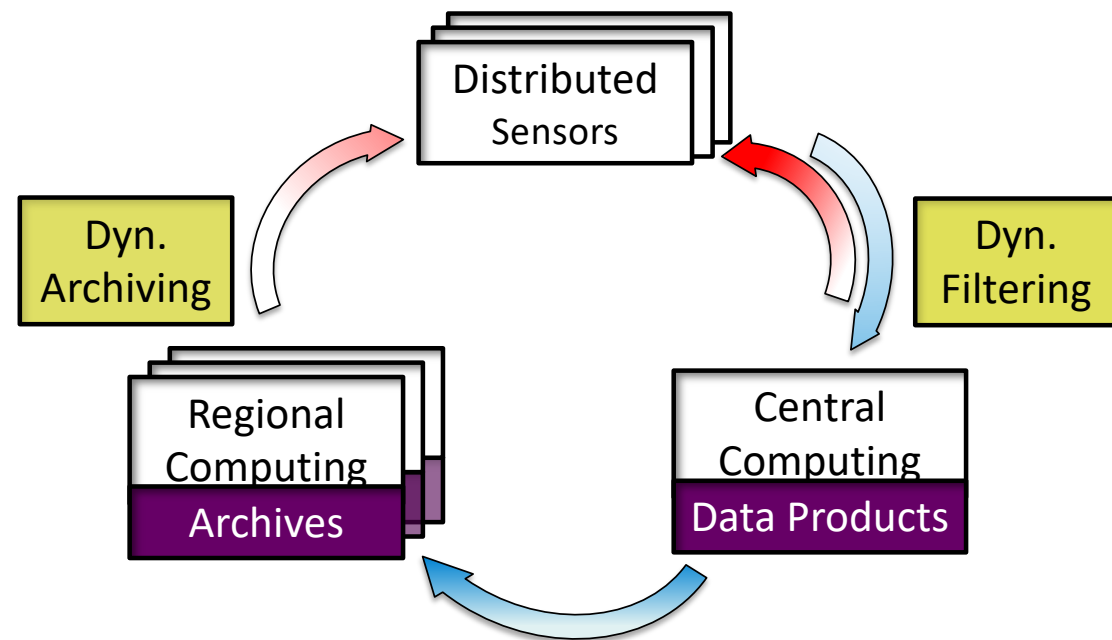 Distributed
Sensors
Dyn.
Archiving
Dyn.
Filtering
Regional
Computing
Archives
Central
Computing
Data Products